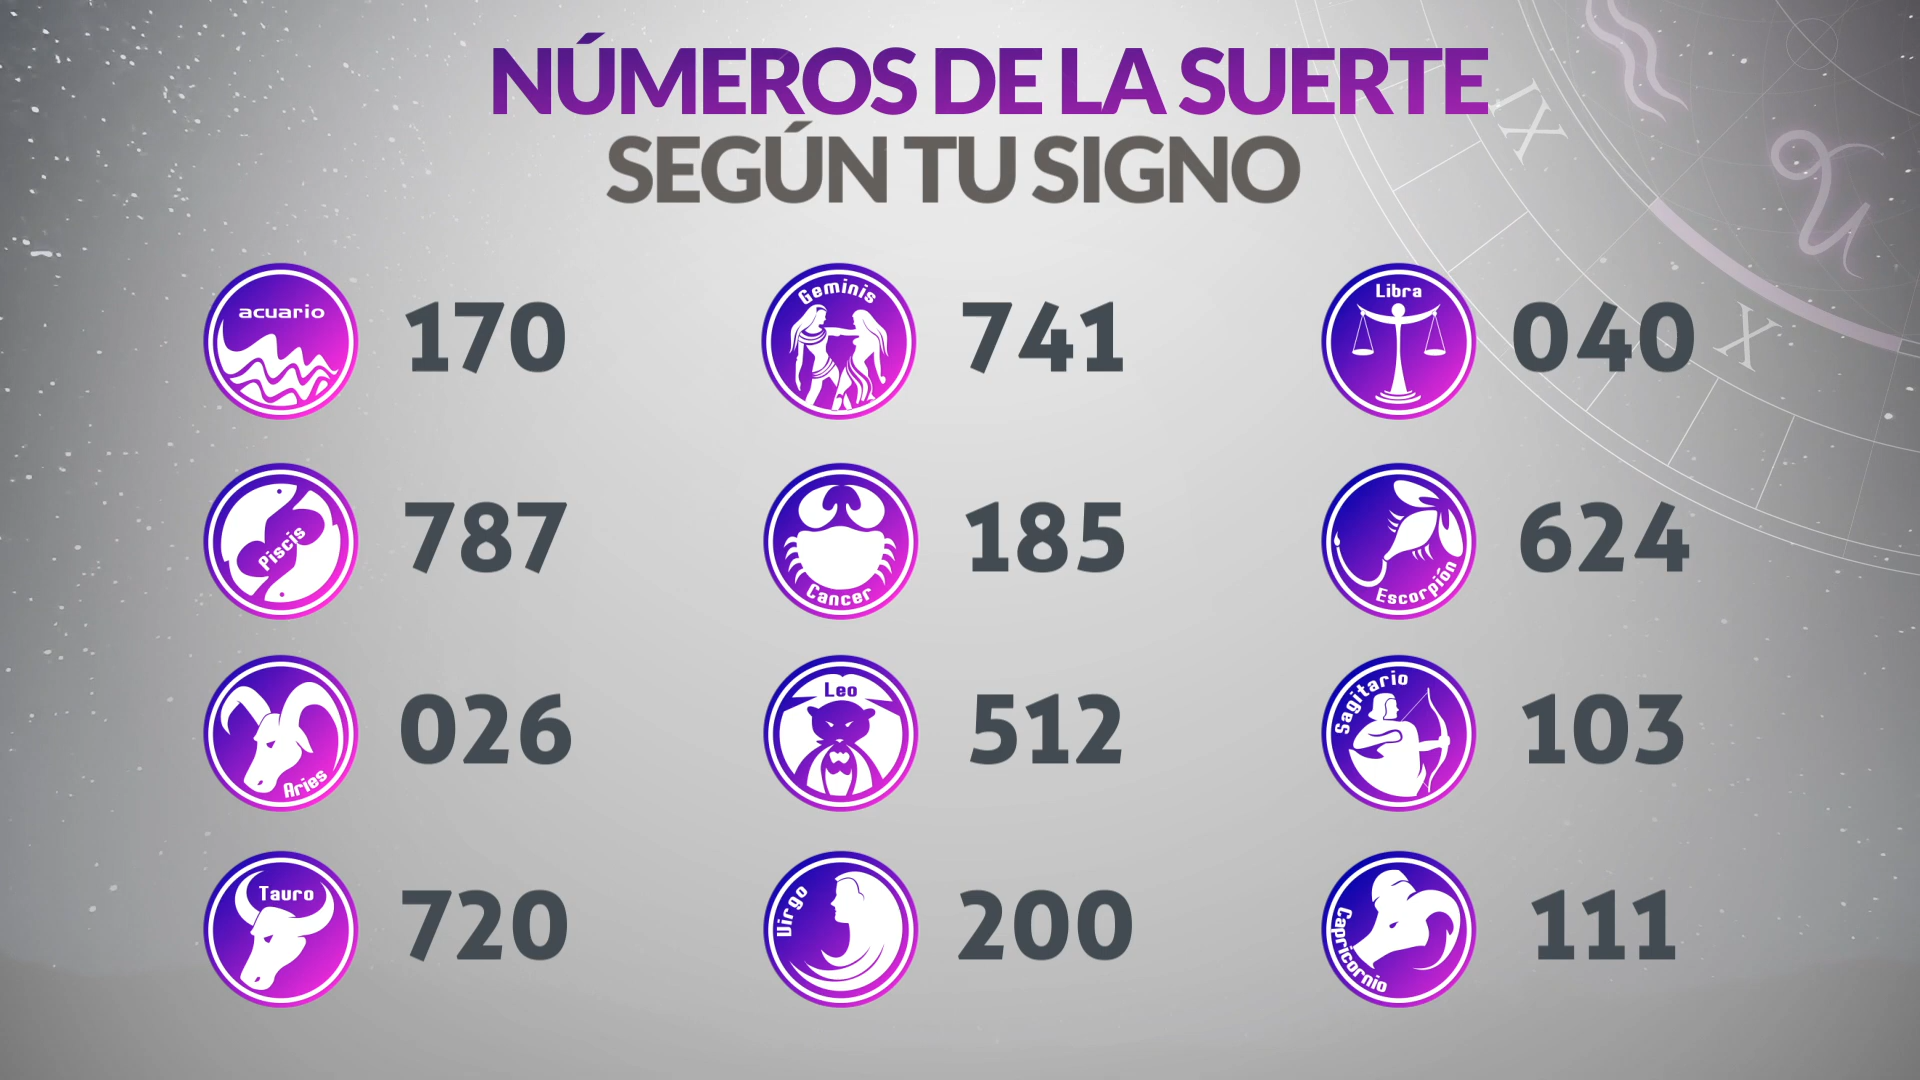 NÚMEROS DE LA SUERTE
SEGÚN TU SIGNO
acuario 170
Geminis 741
Libra 040
Piscis 787
Cancer 185
Escorpión 624
Aries 026
Leo 512
Sagitario 103
Tauro 720
Virgo 200
Capricornio 111
IX
X